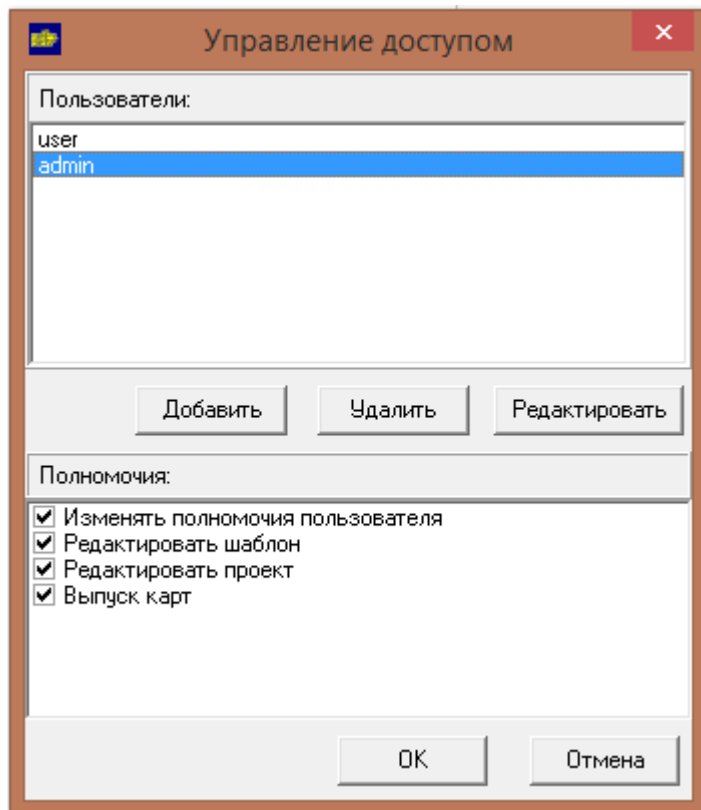 Управление доступом
Пользователи:
user
admin
Добавить Удалить Редактировать
Полномочия:
Изменять полномочия пользователя
Редактировать шаблон
Редактировать проект
Выпуск карт
OK Отмена